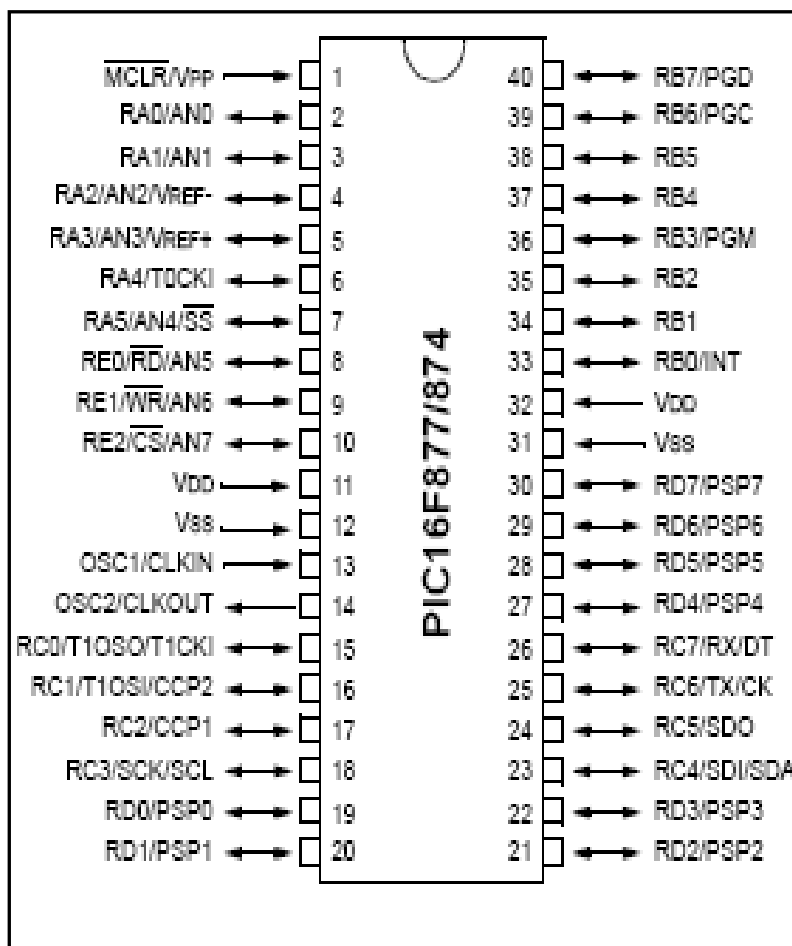 MCLR/VPP 1 40 RB7/PGD
RA0/AN0 2 39 RB6/PGC
RA1/AN1 3 38 RB5
RA2/AN2/VREF- 4 37 RB4
RA3/AN3/VREF+ 5 36 RB3/PGM
RA4/T0CKI 6 35 RB2
RA5/AN4/SS 7 34 RB1
RE0/RD/AN5 8 33 RB0/INT
RE1/WR/AN6 9 32 VDD
RE2/CS/AN7 10 31 VSS
VDD 11 30 RD7/PSP7
VSS 12 29 RD6/PSP6
OSC1/CLKIN 13 28 RD5/PSP5
OSC2/CLKOUT 14 27 RD4/PSP4
RC0/T1OSO/T1CKI 15 26 RC7/RX/DT
RC1/T1OSI/CCP2 16 25 RC6/TX/CK
RC2/CCP1 17 24 RC5/SDO
RC3/SCK/SCL 18 23 RC4/SDI/SDA
RD0/PSP0 19 22 RD3/PSP3
RD1/PSP1 20 21 RD2/PSP2
PIC16F877/874